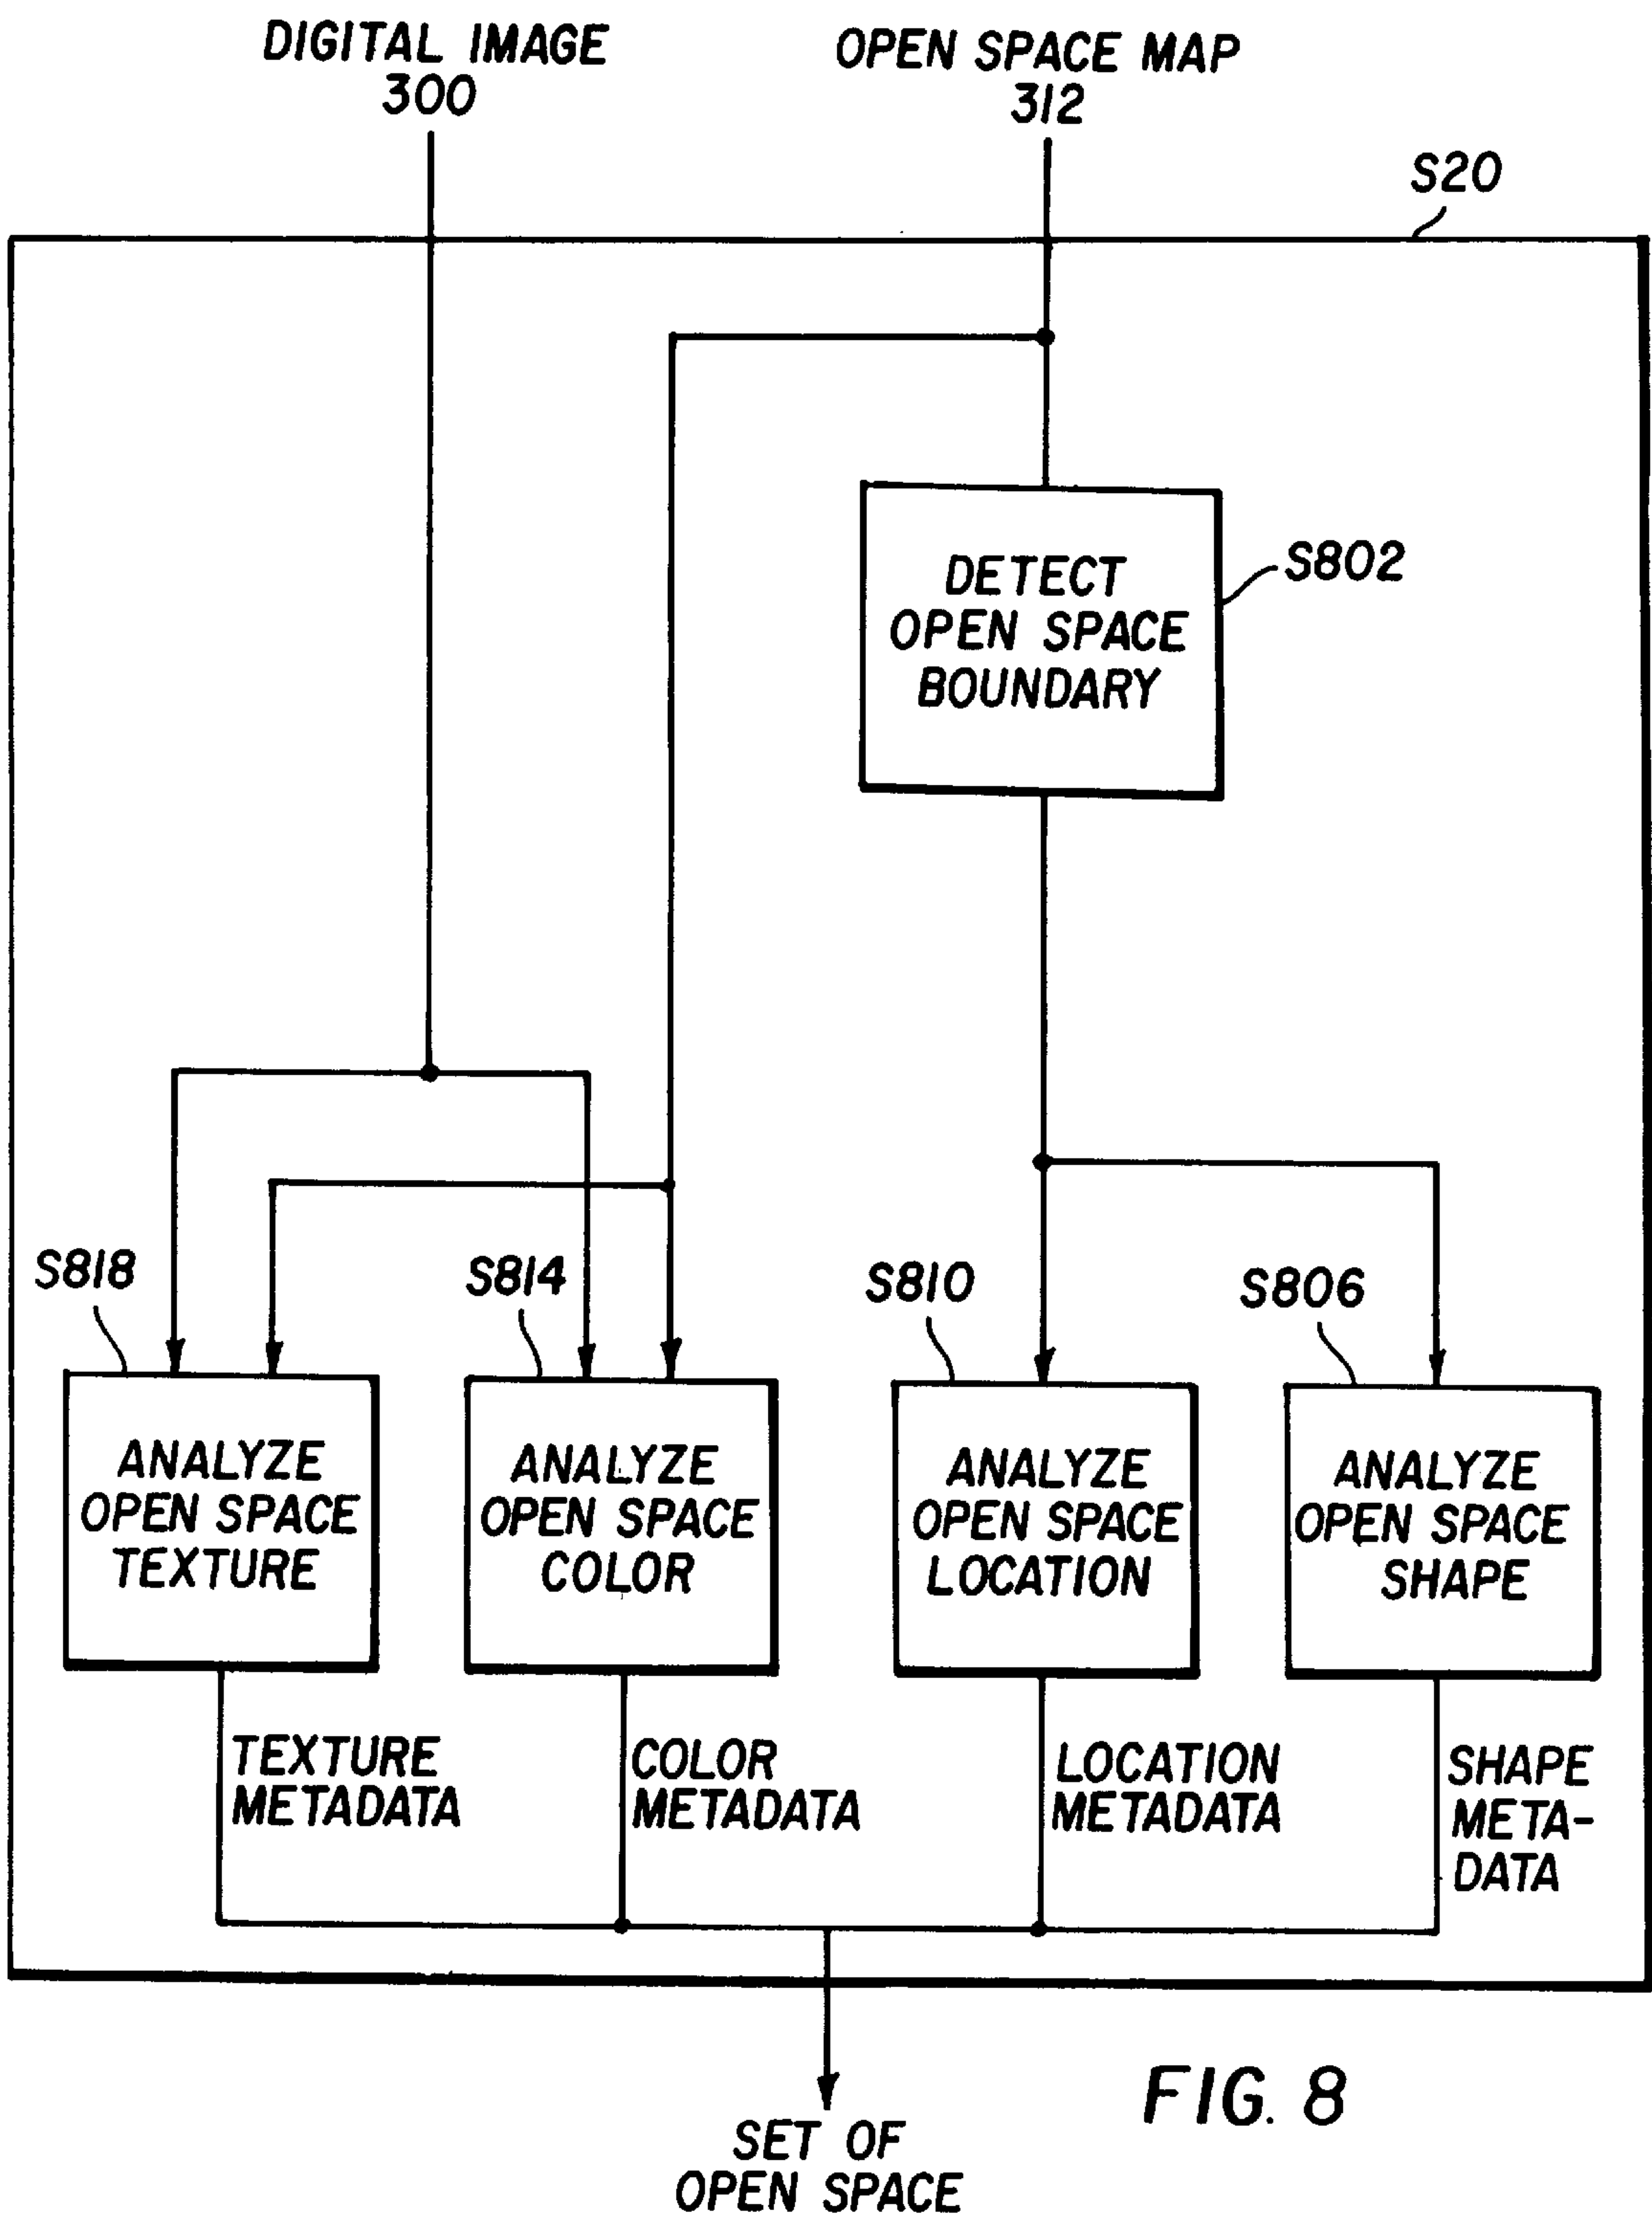 DIGITAL IMAGE
300
OPEN SPACE MAP
312
S20
DETECT
OPEN SPACE
BOUNDARY
S802
S818
S814
S810
S806
ANALYZE
OPEN SPACE
TEXTURE
ANALYZE
OPEN SPACE
COLOR
ANALYZE
OPEN SPACE
LOCATION
ANALYZE
OPEN SPACE
SHAPE
TEXTURE
METADATA
COLOR
METADATA
LOCATION
METADATA
SHAPE
META-
DATA
FIG. 8
SET OF
OPEN SPACE